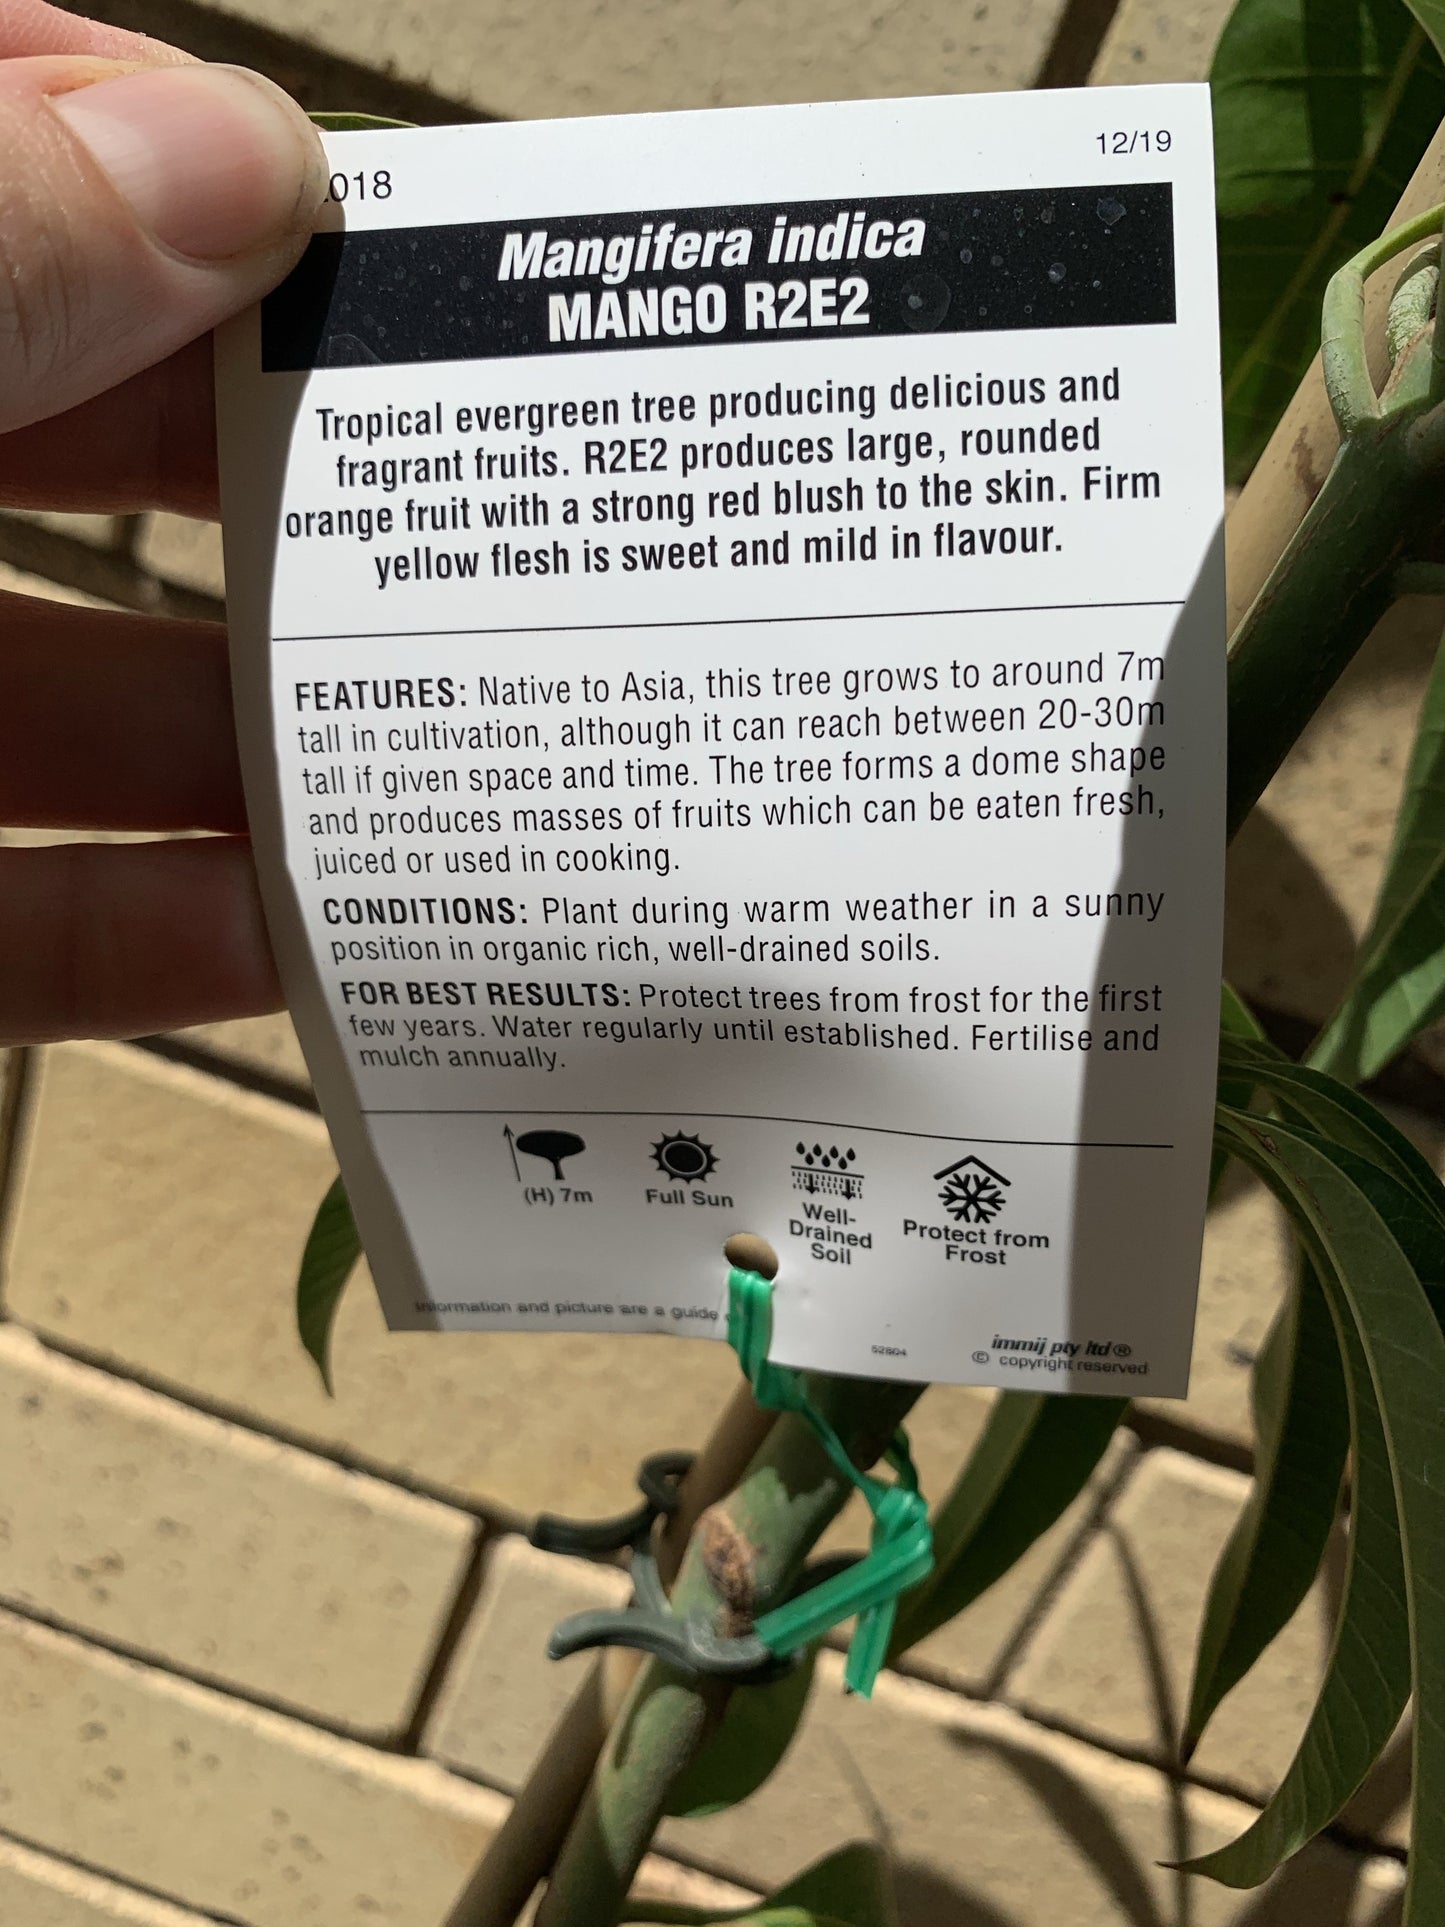 018
12/19
Mangifera indica
MANGO R2E2
Tropical evergreen tree producing delicious and
fragrant fruits. R2E2 produces large, rounded
orange fruit with a strong red blush to the skin. Firm
yellow flesh is sweet and mild in flavour.
FEATURES: Native to Asia, this tree grows to around 7m
tall in cultivation, although it can reach between 20-30m
tall if given space and time. The tree forms a dome shape
and produces masses of fruits which can be eaten fresh,
juiced or used in cooking.
CONDITIONS: Plant during warm weather in a sunny
position in organic rich, well-drained soils.
FOR BEST RESULTS: Protect trees from frost for the first
few years. Water regularly until established. Fertilise and
mulch annually.
(H) 7m
Full Sun
Well-
Drained
Soil
Protect from
Frost
Information and picture are a guide
52804
immij pty ltd®
© copyright reserved